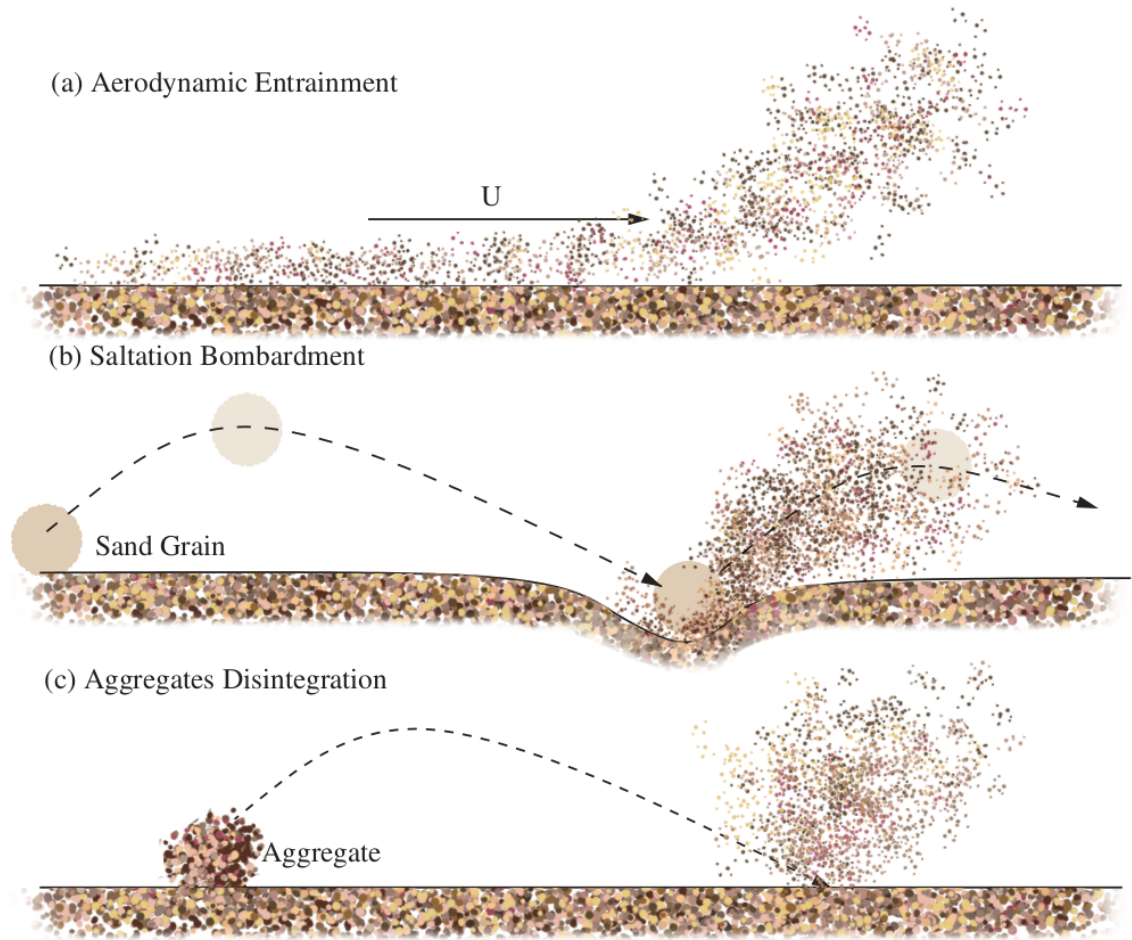 (a) Aerodynamic Entrainment
U
(b) Saltation Bombardment
Sand Grain
(c) Aggregates Disintegration
Aggregate